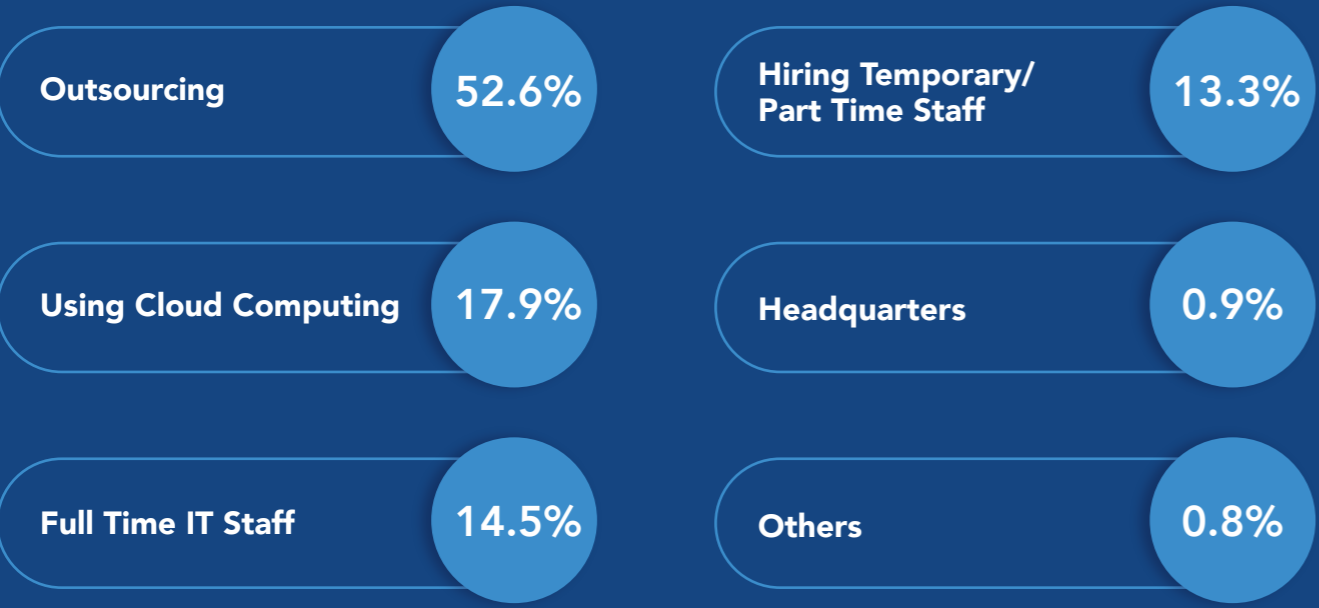 Outsourcing
52.6%
Hiring Temporary/
Part Time Staff
13.3%
Using Cloud Computing
17.9%
Headquarters
0.9%
Full Time IT Staff
14.5%
Others
0.8%